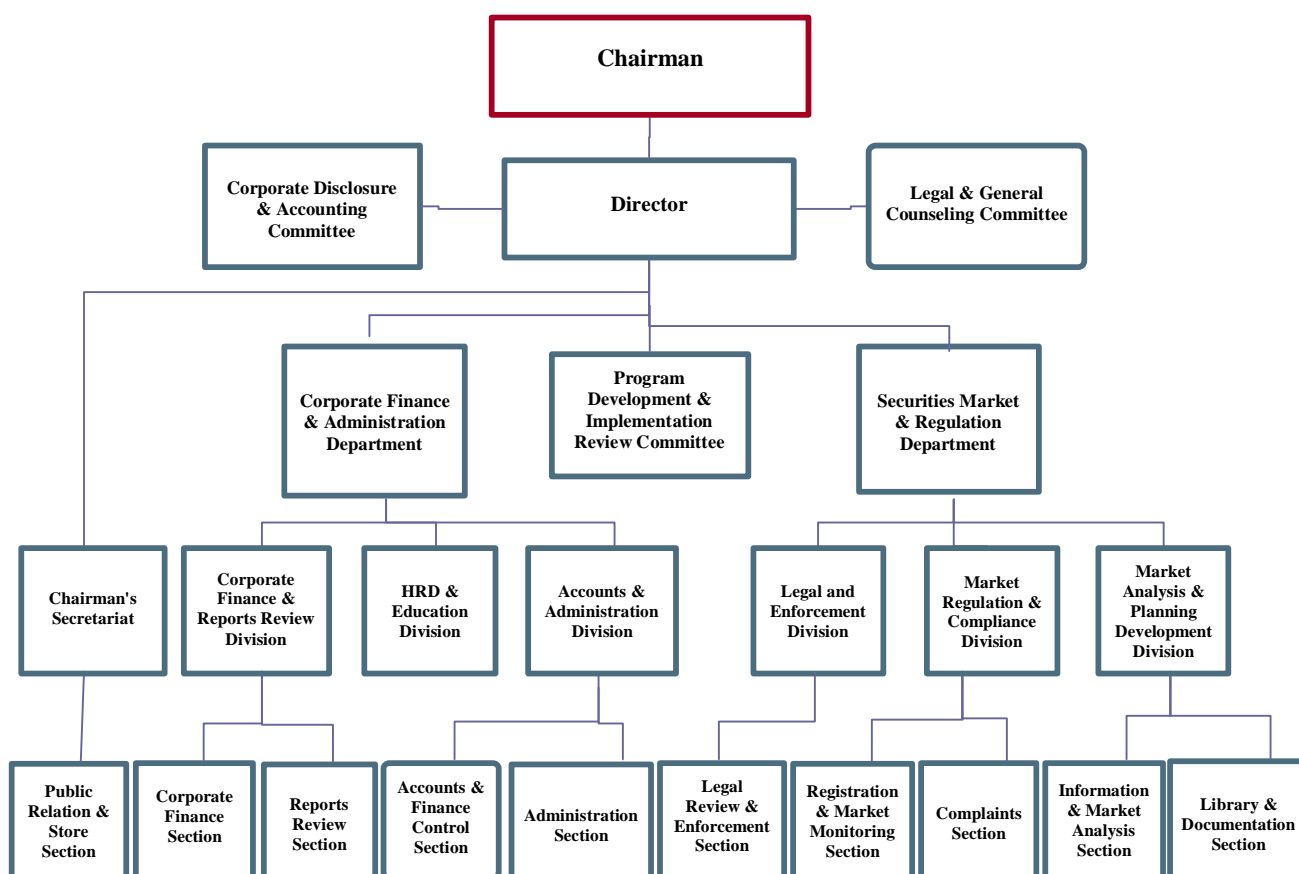 Chairman
Corporate Disclosure
& Accounting
Committee
Director
Legal & General
Counseling Committee
Corporate Finance
& Administration
Department
Program
Development &
Implementation
Review Committee
Securities Market
& Regulation
Department
Chairman's
Secretariat
Corporate
Finance &
Reports Review
Division
HRD &
Education
Division
Accounts &
Administration
Division
Legal and
Enforcement
Division
Market
Regulation &
Compliance
Division
Market
Analysis &
Planning
Development
Division
Public
Relation &
Store
Section
Corporate
Finance
Section
Reports
Review
Section
Accounts &
Finance
Control
Section
Administration
Section
Legal
Review &
Enforcement
Section
Registration
& Market
Monitoring
Section
Complaints
Section
Information
& Market
Analysis
Section
Library &
Documentation
Section